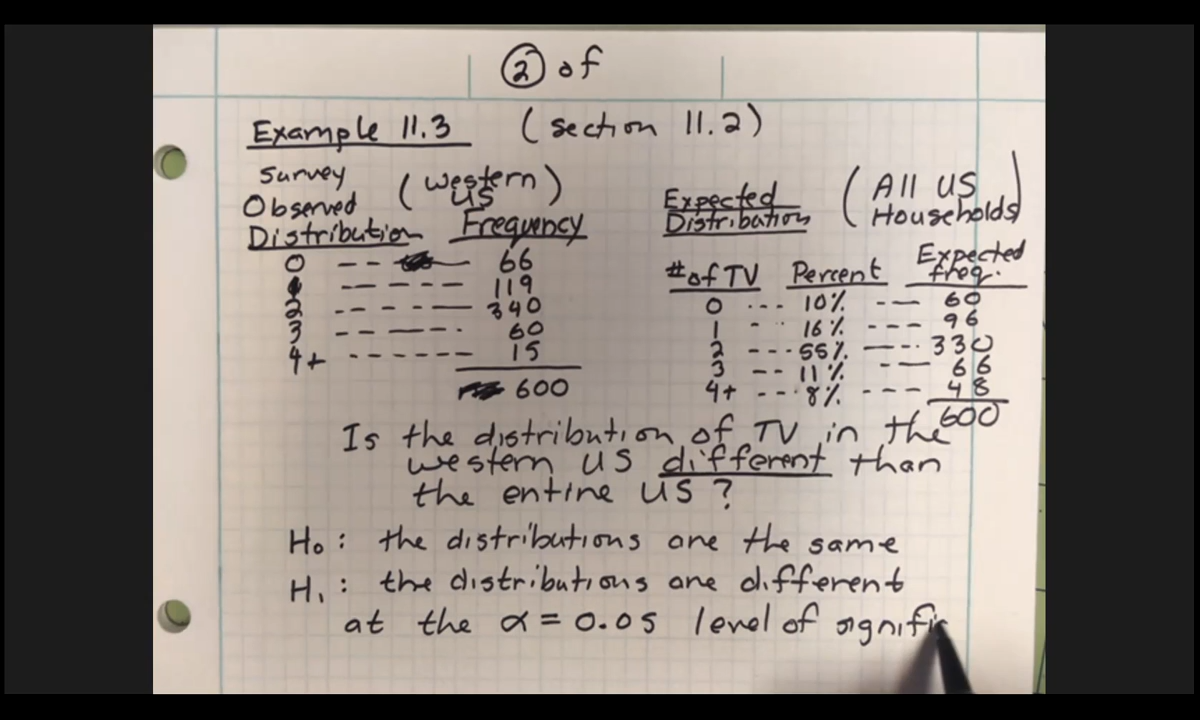 ② of
Example 11.3 (section 11.2)
Survey (Western US)
Observed Distribution Frequency
0 -- -- 66
1 -- --- 119
2 -- ---- 340
3 -- ---- 60
4+ ------- 15
600
Expected Distribution (All US Households)
# of TV Percent Expected freq.
0 --- 10% -- 60
1 -- 16% --- 96
2 --- 55% --- 330
3 -- 11% -- 66
4+ --- 8% ---- 48
600
Is the distribution of TV in the
western US different than
the entire US?
H₀: the distributions are the same
H₁: the distributions are different
at the α = 0.05 level of signifi